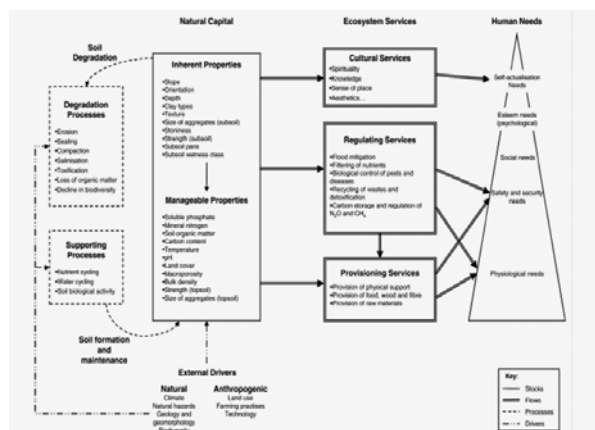 Natural Capital
Ecosystem Services
Human Needs
Soil
Degradation
Degradation
Processes
•Erosion
•Sealing
•Compaction
•Salinisation
•Toxification
•Loss of organic matter
•Decline in biodiversity
Supporting
Processes
•Nutrient cycling
•Water cycling
•Soil biological activity
Soil formation
and
maintenance
Inherent Properties
•Slope
•Orientation
•Depth
•Clay types
•Texture
•Size of aggregates (subsoil)
•Stoniness
•Strength (subsoil)
•Subsoil pans
•Subsoil wetness class
Manageable Properties
•Soluble phosphate
•Mineral nitrogen
•Soil organic matter
•Carbon content
•Temperature
•pH
•Land cover
•Macroporosity
•Bulk density
•Strength (topsoil)
•Size of aggregates (topsoil)
External Drivers
Natural
Climate
Natural hazards
Geology and
geomorphology
Anthropogenic
Land use
Farming practises
Technology
Cultural Services
•Spirituality
•Knowledge
•Sense of place
•Aesthetics…
Regulating Services
•Flood mitigation
•Filtering of nutrients
•Biological control of pests and
diseases
•Recycling of wastes and
detoxification
•Carbon storage and regulation of
N2O and CH4
Provisioning Services
•Provision of physical support
•Provision of food, wood and fibre
•Provision of raw materials
Self-actualisation
Needs
Esteem needs
(psychological)
Social needs
Safety and security
needs
Physiological needs
Key:
Stocks
Flows
Processes
Drivers